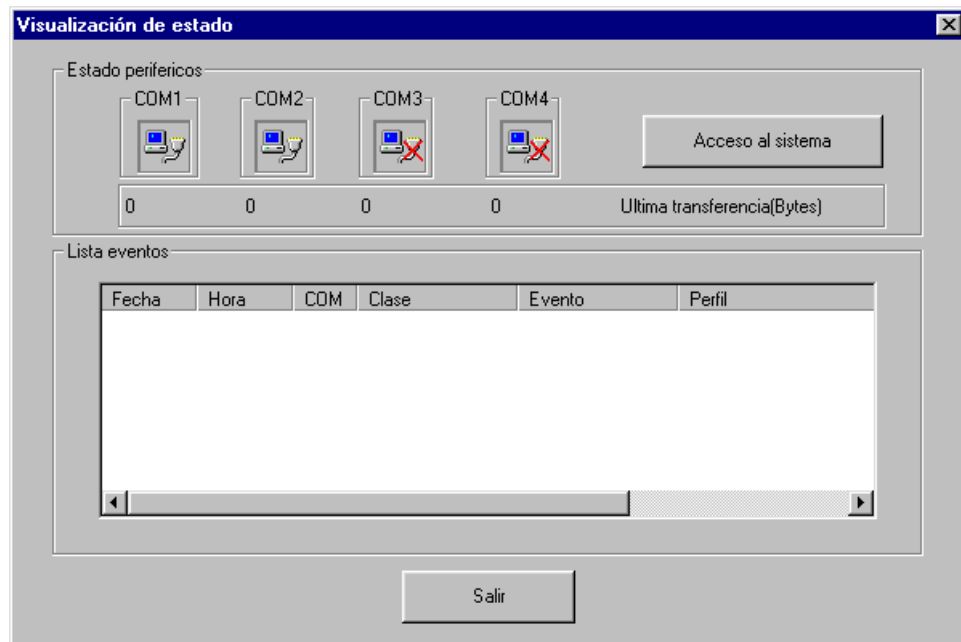 Visualización de estado
Estado perifericos
COM1 COM2 COM3 COM4
Acceso al sistema
0 0 0 0 Ultima transferencia(Bytes)
Lista eventos
Fecha Hora COM Clase Evento Perfil
Salir